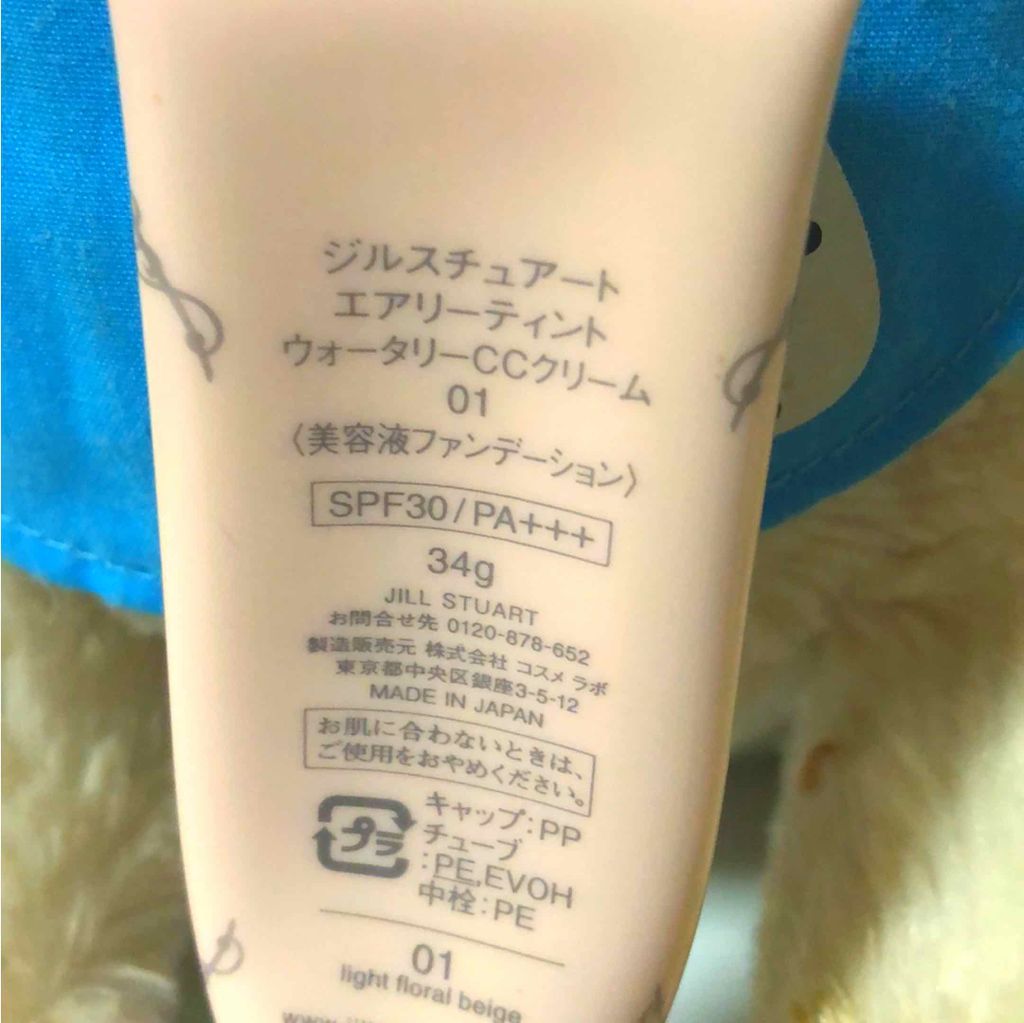 ジルスチュアート
エアリーティント
ウォータリーCCクリーム
01
〈美容液ファンデーション〉
SPF30/PA+++
34g
JILL STUART
お問合せ先 0120-878-652
製造販売元 株式会社 コスメ ラボ
東京都中央区銀座3-5-12
MADE IN JAPAN
お肌に合わないときは、
ご使用をおやめください。
プラ
キャップ:PP
チューブ
:PE,EVOH
中栓:PE
01
light floral beige